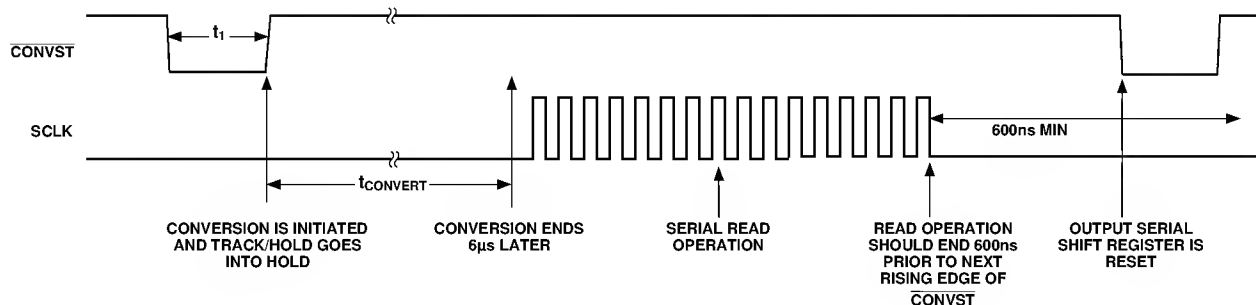 t1
CONVST
600ns MIN
SCLK
tCONVERT
CONVERSION IS INITIATED
AND TRACK/HOLD GOES
INTO HOLD
CONVERSION ENDS
6µs LATER
SERIAL READ
OPERATION
READ OPERATION
SHOULD END 600ns
PRIOR TO NEXT
RISING EDGE OF
CONVST
OUTPUT SERIAL
SHIFT REGISTER IS
RESET